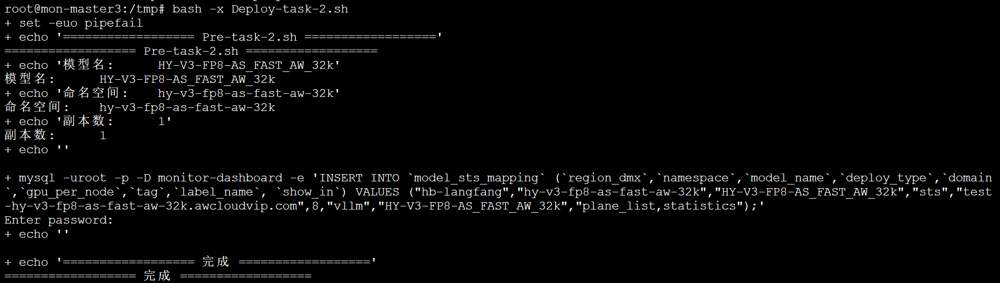 root@mon-master3:/tmp# bash -x Deploy-task-2.sh
+ set -euo pipefail
+ echo '================== Pre-task-2.sh =================='
================== Pre-task-2.sh ==================
+ echo '模型名:      HY-V3-FP8-AS_FAST_AW_32k'
模型名:      HY-V3-FP8-AS_FAST_AW_32k
+ echo '命名空间:    hy-v3-fp8-as-fast-aw-32k'
命名空间:    hy-v3-fp8-as-fast-aw-32k
+ echo '副本数:      1'
副本数:      1
+ echo ''

+ mysql -uroot -p -D monitor-dashboard -e 'INSERT INTO `model_sts_mapping` (`region_dmx`,`namespace`,`model_name`,`deploy_type`,`domain
`,`gpu_per_node`,`tag`,`label_name`, `show_in`) VALUES ("hb-langfang","hy-v3-fp8-as-fast-aw-32k","HY-V3-FP8-AS_FAST_AW_32k","sts","test
-hy-v3-fp8-as-fast-aw-32k.awcloudvip.com",8,"vllm","HY-V3-FP8-AS_FAST_AW_32k","plane_list,statistics");'
Enter password:
+ echo ''

+ echo '================== 完成 =================='
================== 完成 ==================